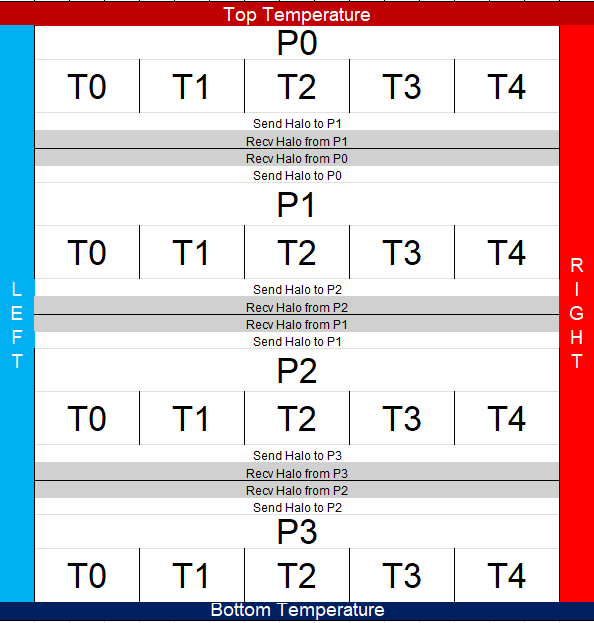 Top Temperature
P0
T0 T1 T2 T3 T4
Send Halo to P1
Recv Halo from P1
Recv Halo from P0
Send Halo to P0
P1
T0 T1 T2 T3 T4
Send Halo to P2
Recv Halo from P2
Recv Halo from P1
Send Halo to P1
P2
T0 T1 T2 T3 T4
Send Halo to P3
Recv Halo from P3
Recv Halo from P2
Send Halo to P2
P3
T0 T1 T2 T3 T4
LEFT
RIGHT
Bottom Temperature